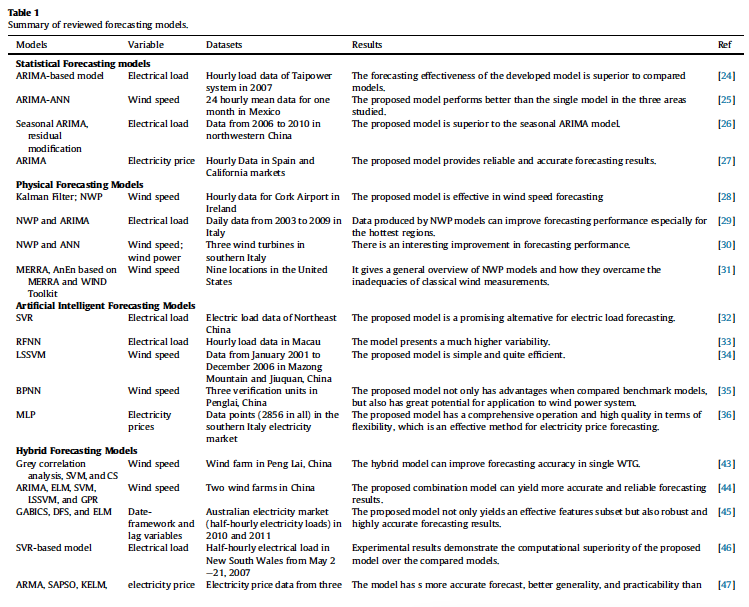 Table 1
Summary of reviewed forecasting models.
Models Variable Datasets Results Ref
Statistical Forecasting models
ARIMA-based model Electrical load Hourly load data of Taipower The forecasting effectiveness of the developed model is superior to compared [24]
system in 2007 models.
ARIMA-ANN Wind speed 24 hourly mean data for one The proposed model performs better than the single model in the three areas [25]
month in Mexico studied.
Seasonal ARIMA, Electrical load Data from 2006 to 2010 in The proposed model is superior to the seasonal ARIMA model. [26]
residual northwestern China
modification
ARIMA Electricity price Hourly Data in Spain and The proposed model provides reliable and accurate forecasting results. [27]
California markets
Physical Forecasting Models
Kalman Filter; NWP Wind speed Hourly data for Cork Airport in The proposed model is effective in wind speed forecasting [28]
Ireland
NWP and ARIMA Electrical load Daily data from 2003 to 2009 in Data produced by NWP models can improve forecasting performance especially for [29]
Italy the hottest regions.
NWP and ANN Wind speed; Three wind turbines in There is an interesting improvement in forecasting performance. [30]
wind power southern Italy
MERRA, AnEn based on Wind speed Nine locations in the United It gives a general overview of NWP models and how they overcame the [31]
MERRA and WIND States inadequacies of classical wind measurements.
Toolkit
Artificial Intelligent Forecasting Models
SVR Electrical load Electric load data of Northeast The proposed model is a promising alternative for electric load forecasting. [32]
China
RFNN Electrical load Hourly load data in Macau The model presents a much higher variability. [33]
LSSVM Wind speed Data from January 2001 to The proposed model is simple and quite efficient. [34]
December 2006 in Mazong
Mountain and Jiuquan, China
BPNN Wind speed Three verification units in The proposed model not only has advantages when compared benchmark models, [35]
Penglai, China but also has great potential for application to wind power system.
MLP Electricity Data points (2856 in all) in the The proposed model has a comprehensive operation and high quality in terms of [36]
prices southern Italy electricity flexibility, which is an effective method for electricity price forecasting.
market
Hybrid Forecasting Models
Grey correlation Wind speed Wind farm in Peng Lai, China The hybrid model can improve forecasting accuracy in single WTG. [43]
analysis, SVM, and CS
ARIMA, ELM, SVM, Wind speed Two wind farms in China The proposed combination model can yield more accurate and reliable forecasting [44]
LSSVM, and GPR results.
GABICS, DFS, and ELM Date- Australian electricity market The proposed model not only yields an effective features subset but also robust and [45]
framework and (half-hourly electricity loads) in highly accurate forecasting results.
lag variables 2010 and 2011
SVR-based model Electrical load Half-hourly electrical load in Experimental results demonstrate the computational superiority of the proposed [46]
New South Wales from May 2 model over the compared models.
–21, 2007
ARMA, SAPSO, KELM, electricity price Electricity price data from three The model has s more accurate forecast, better generality, and practicability than [47]